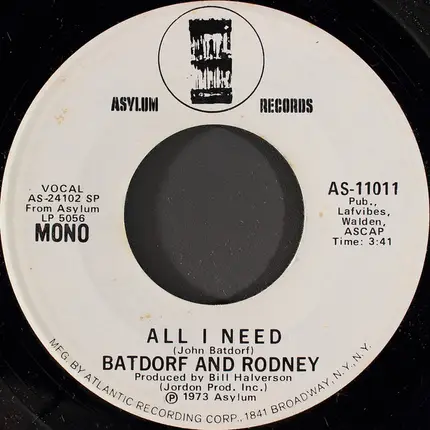 ASYLUM RECORDS
VOCAL
AS-24102 SP
From Asylum
LP 5056
MONO
AS-11011
Pub.,
Lafvibes,
Walden,
ASCAP
Time: 3:41
ALL I NEED
(John Batdorf)
BATDORF AND RODNEY
Produced by Bill Halverson
(Jordon Prod. Inc.)
Ⓟ 1973 Asylum
MFG. BY ATLANTIC RECORDING CORP., 1841 BROADWAY, N.Y., N.Y.